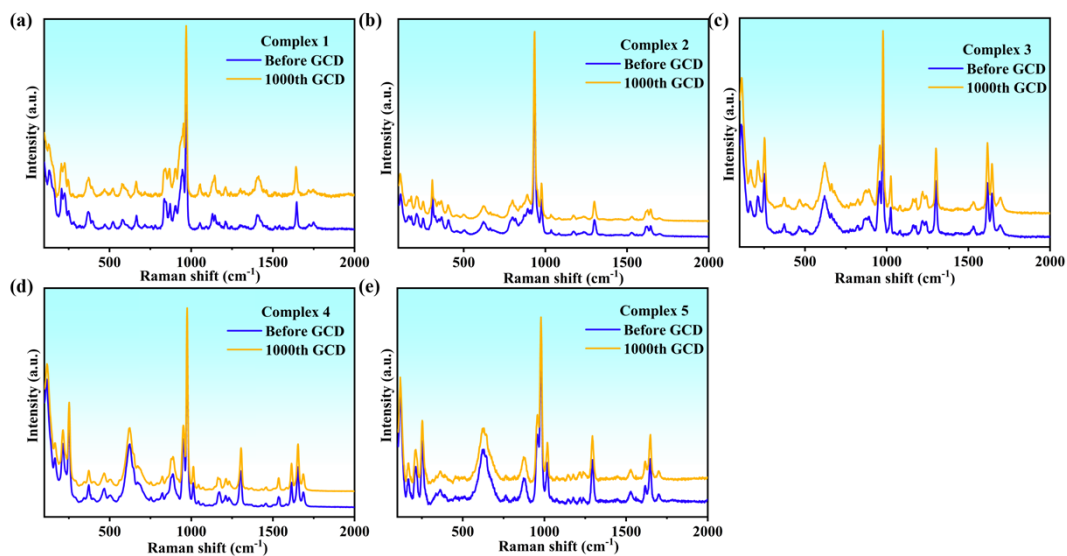 (a)
Complex 1
Before GCD
1000th GCD
Intensity (a.u.)
500 1000 1500 2000
Raman shift (cm⁻¹)
(b)
Complex 2
Before GCD
1000th GCD
Intensity (a.u.)
500 1000 1500 2000
Raman shift (cm⁻¹)
(c)
Complex 3
Before GCD
1000th GCD
Intensity (a.u.)
500 1000 1500 2000
Raman shift (cm⁻¹)
(d)
Complex 4
Before GCD
1000th GCD
Intensity (a.u.)
500 1000 1500 2000
Raman shift (cm⁻¹)
(e)
Complex 5
Before GCD
1000th GCD
Intensity (a.u.)
500 1000 1500 2000
Raman shift (cm⁻¹)